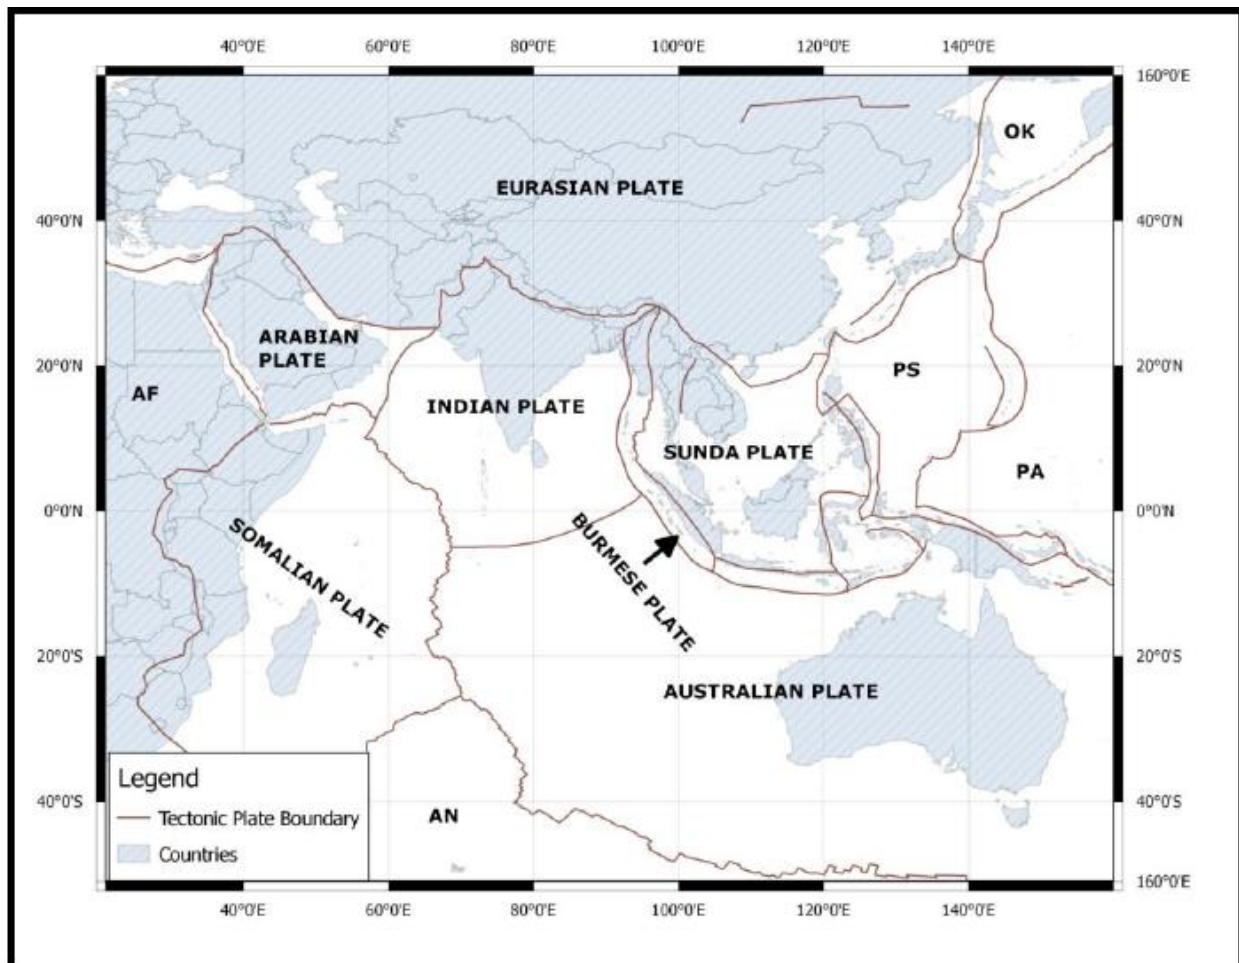 40°0'E 60°0'E 80°0'E 100°0'E 120°0'E 140°0'E
160°0'E
OK
EURASIAN PLATE
40°0'N 40°0'N
ARABIAN
PLATE
20°0'N 20°0'N
PS
AF
INDIAN PLATE
SUNDA PLATE
PA
0°0'N 0°0'N
SOMALIAN PLATE
BURMESE PLATE
20°0'S 20°0'S
AUSTRALIAN PLATE
Legend
Tectonic Plate Boundary
Countries
40°0'S 40°0'S
AN
160°0'E
40°0'E 60°0'E 80°0'E 100°0'E 120°0'E 140°0'E